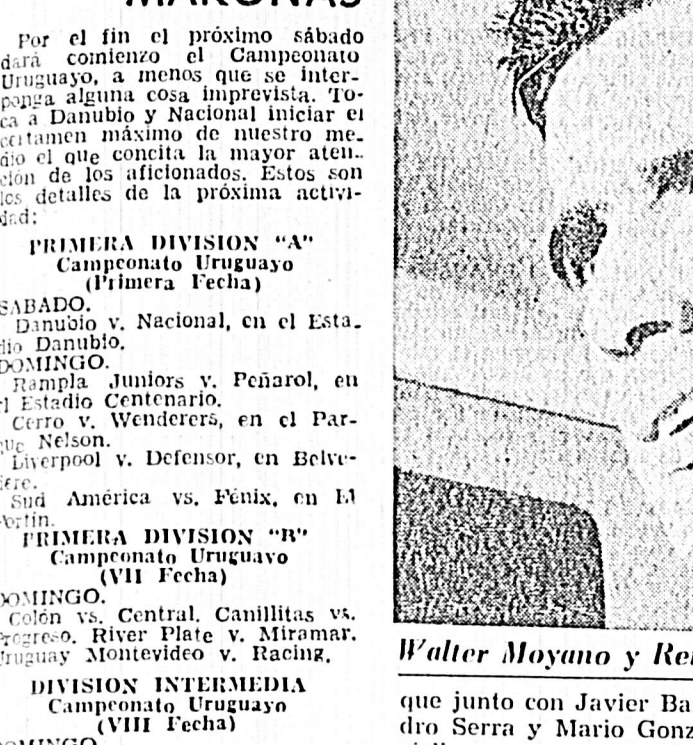 Por el fin el próximo sábado
dará comienzo el Campeonato
Uruguayo, a menos que se inter-
ponga alguna cosa imprevista. To-
ca a Danubio y Nacional iniciar el
certamen máximo de nuestro me-
dio el que concita la mayor aten-
ción de los aficionados. Estos son
los detalles de la próxima activi-
dad:
PRIMERA DIVISION "A"
Campeonato Uruguayo
(Primera Fecha)
SABADO.
Danubio v. Nacional, en el Esta-
dio Danubio.
DOMINGO.
Rampla Juniors v. Peñarol, en
el Estadio Centenario.
Cerro v. Wenderers, en el Par-
que Nelson.
Liverpool v. Defensor, en Belve-
dere.
Sud América vs. Fénix, en El
Fortín.
PRIMERA DIVISION "B"
Campeonato Uruguayo
(VII Fecha)
DOMINGO.
Colón vs. Central. Canillitas vs.
Progreso. River Plate v. Miramar.
Uruguay Montevideo v. Racing.
DIVISION INTERMEDIA
Campeonato Uruguayo
(VIII Fecha)
DOMINGO
Walter Moyano y Rei
que junto con Javier Ba
dro Serra y Mario Gonz